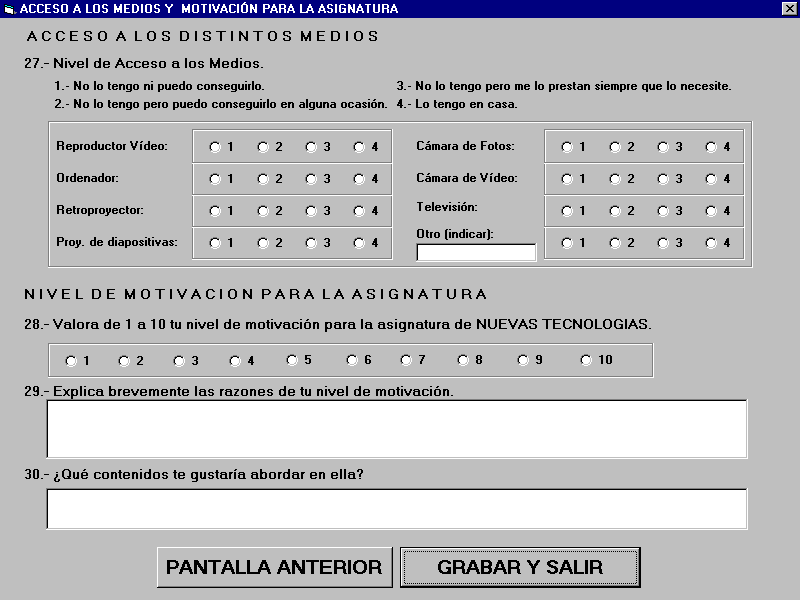 ACCESO A LOS MEDIOS Y MOTIVACIÓN PARA LA ASIGNATURA
ACCESO A LOS DISTINTOS MEDIOS
27.- Nivel de Acceso a los Medios.
1.- No lo tengo ni puedo conseguirlo. 3.- No lo tengo pero me lo prestan siempre que lo necesite.
2.- No lo tengo pero puedo conseguirlo en alguna ocasión. 4.- Lo tengo en casa.
Reproductor Vídeo: 1 2 3 4 Cámara de Fotos: 1 2 3 4
Ordenador: 1 2 3 4 Cámara de Vídeo: 1 2 3 4
Retroproyector: 1 2 3 4 Televisión: 1 2 3 4
Proy. de diapositivas: 1 2 3 4 Otro (indicar): 1 2 3 4
NIVEL DE MOTIVACION PARA LA ASIGNATURA
28.- Valora de 1 a 10 tu nivel de motivación para la asignatura de NUEVAS TECNOLOGIAS.
1 2 3 4 5 6 7 8 9 10
29.- Explica brevemente las razones de tu nivel de motivación.
30.- ¿Qué contenidos te gustaría abordar en ella?
PANTALLA ANTERIOR GRABAR Y SALIR